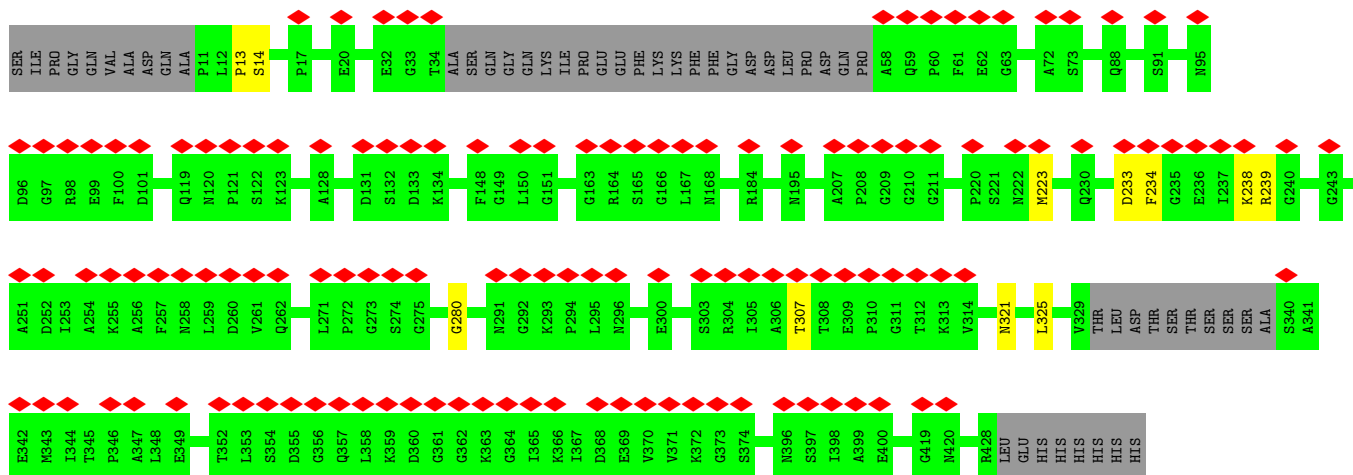 SER ILE PRO GLY GLN VAL ALA ASP GLN ALA P11 L12 P13 S14 P17 E20 E32 G33 T34 ALA SER GLN GLY GLN LYS ILE PRO GLU GLU PHE LYS LYS PHE PHE GLY ASP ASP LEU PRO ASP GLN PRO A58 Q59 P60 F61 E62 G63 A72 S73 Q88 S91 N95
D96 G97 R98 E99 F100 D101 Q119 N120 P121 S122 K123 A128 D131 S132 D133 K134 F148 G149 L150 G151 G163 R164 S165 G166 L167 N168 R184 N195 A207 P208 G209 G210 G211 P220 S221 N222 M223 Q230 D233 F234 G235 E236 I237 K238 R239 G240 G243
A251 D252 I253 A254 K255 A256 F257 N258 L259 D260 V261 Q262 L271 P272 G273 S274 G275 G280 N291 G292 K293 P294 L295 N296 E300 S303 R304 I305 A306 T307 T308 E309 P310 G311 T312 K313 V314 N321 L325 V329 THR LEU ASP THR SER THR SER SER SER ALA S340 A341
E342 M343 I344 T345 P346 A347 L348 E349 T352 L353 S354 D355 G356 Q357 L358 K359 D360 G361 G362 K363 G364 I365 K366 I367 D368 E369 V370 V371 K372 G373 S374 N396 S397 I398 A399 E400 G419 N420 R428 LEU GLU HIS HIS HIS HIS HIS HIS